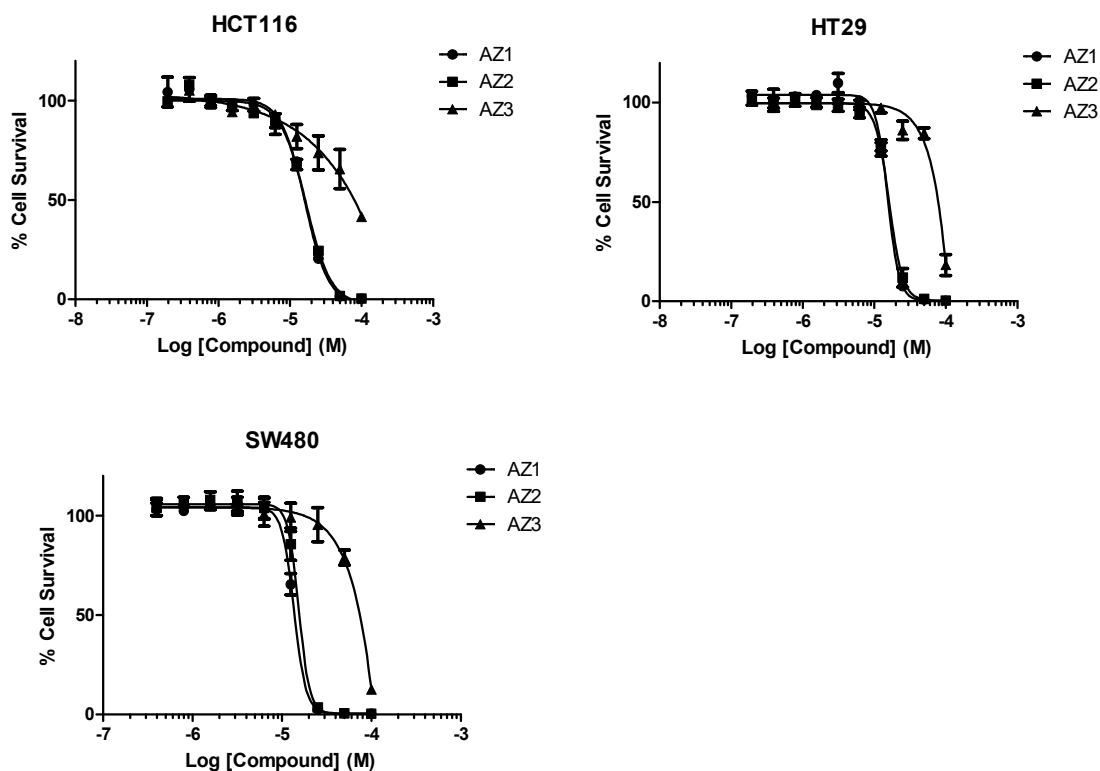 HCT116
AZ1
AZ2
AZ3
% Cell Survival
100
50
0
-8 -7 -6 -5 -4 -3
Log [Compound] (M)
HT29
AZ1
AZ2
AZ3
% Cell Survival
100
50
0
-8 -7 -6 -5 -4 -3
Log [Compound] (M)
SW480
AZ1
AZ2
AZ3
% Cell Survival
100
50
0
-7 -6 -5 -4 -3
Log [Compound] (M)